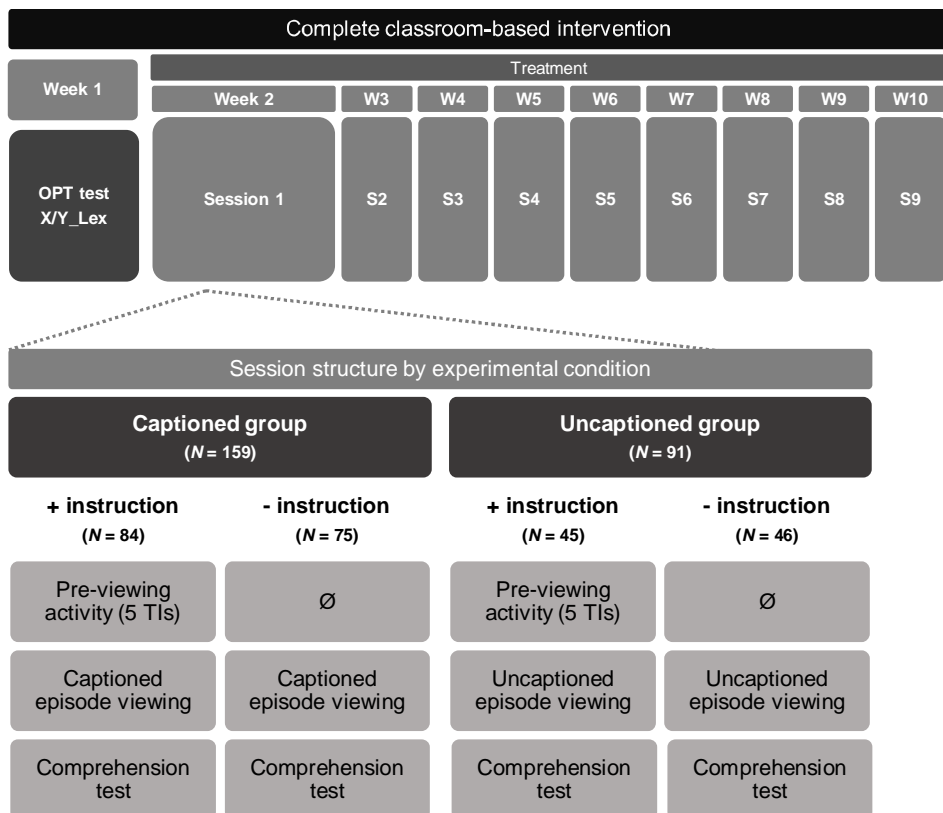 Complete classroom-based intervention
Week 1
Treatment
Week 2
W3
W4
W5
W6
W7
W8
W9
W10
OPT test
X/Y_Lex
Session 1
S2
S3
S4
S5
S6
S7
S8
S9
Session structure by experimental condition
Captioned group
(N = 159)
Uncaptioned group
(N = 91)
+ instruction
(N = 84)
- instruction
(N = 75)
+ instruction
(N = 45)
- instruction
(N = 46)
Pre-viewing
activity (5 TIs)
Ø
Pre-viewing
activity (5 TIs)
Ø
Captioned
episode viewing
Captioned
episode viewing
Uncaptioned
episode viewing
Uncaptioned
episode viewing
Comprehension
test
Comprehension
test
Comprehension
test
Comprehension
test